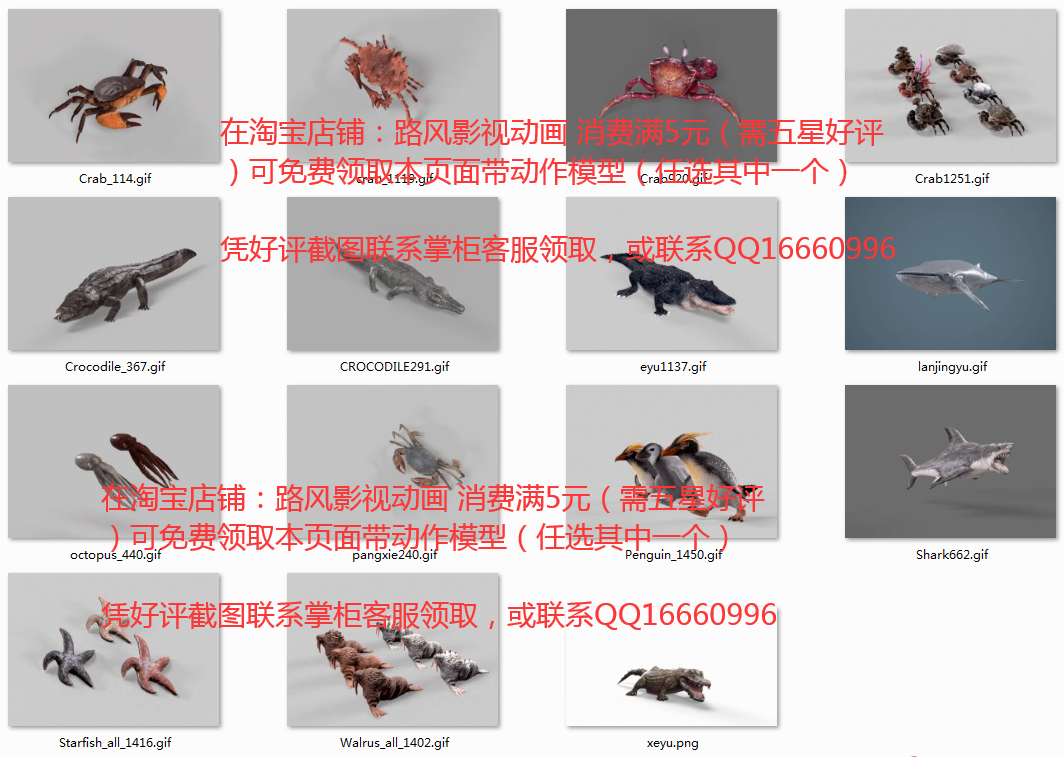 在淘宝店铺：路风影视动画 消费满5元（需五星好评
）可免费领取本页面带动作模型（任选其中一个）
Crab_114.gif
crab_1119.gif
Crab920.gif
Crab1251.gif
凭好评截图联系掌柜客服领取，或联系QQ16660996
Crocodile_367.gif
CROCODILE291.gif
eyu1137.gif
lanjingyu.gif
在淘宝店铺：路风影视动画 消费满5元（需五星好评
）可免费领取本页面带动作模型（任选其中一个）
octopus_440.gif
pangxie240.gif
Penguin_1450.gif
Shark662.gif
凭好评截图联系掌柜客服领取，或联系QQ16660996
Starfish_all_1416.gif
Walrus_all_1402.gif
xeyu.png